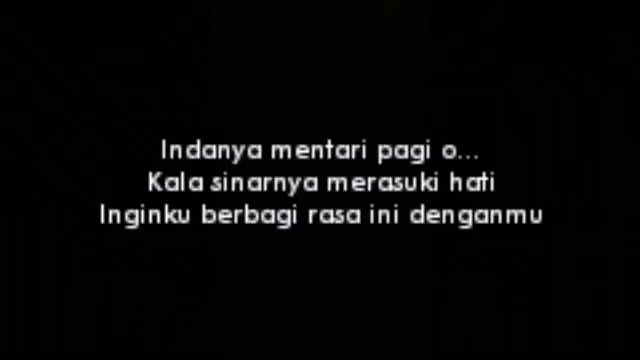 Indanya mentari pagi o...
Kala sinarnya merasuki hati
Inginku berbagi rasa ini denganmu